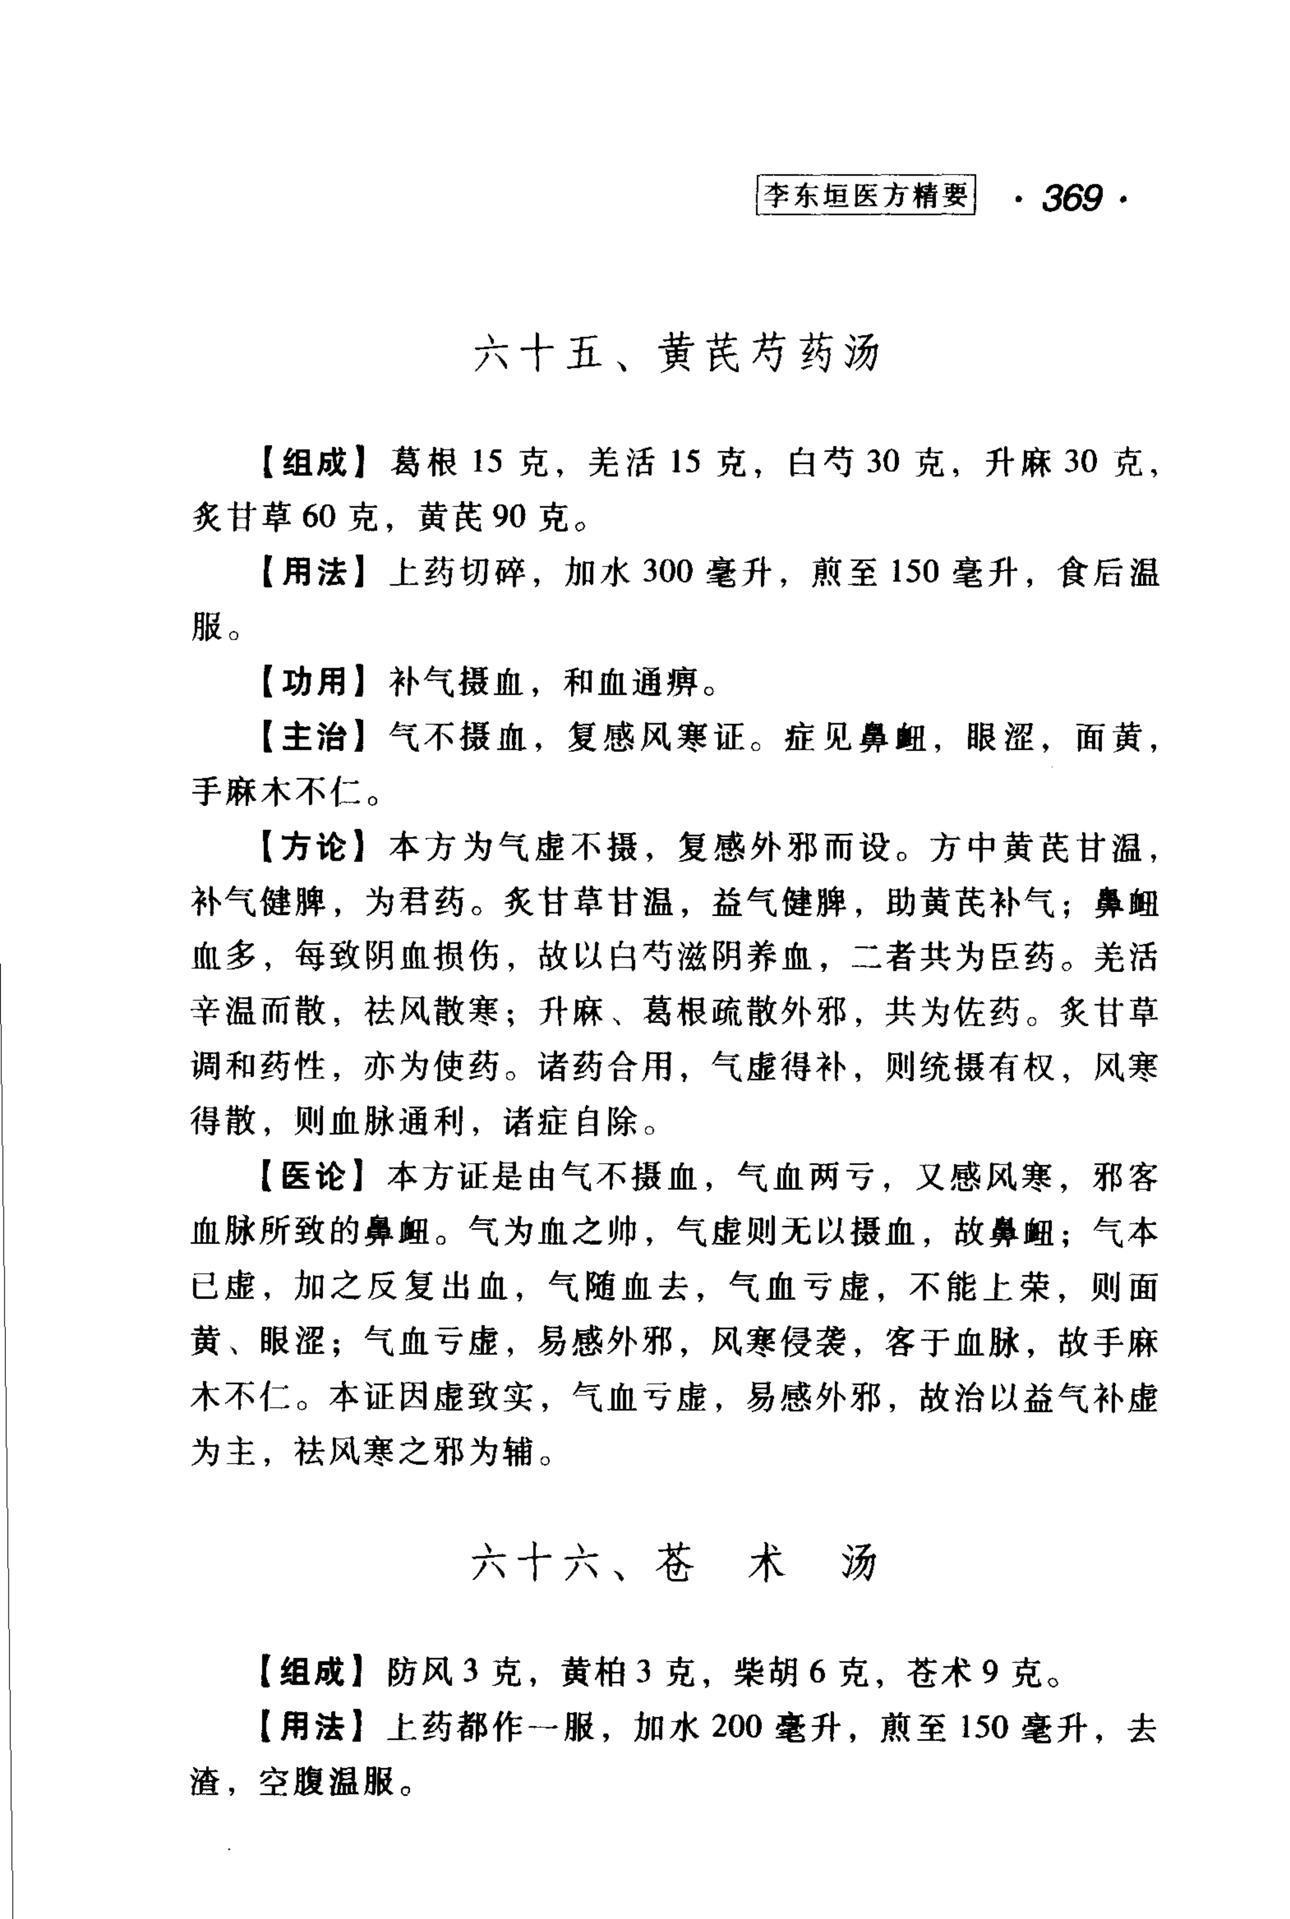 李东垣医方精要 · 369 ·
六十五、黄芪芍药汤
【组成】葛根 15 克，羌活 15 克，白芍 30 克，升麻 30 克，
炙甘草 60 克，黄芪 90 克。
【用法】上药切碎，加水 300 毫升，煎至 150 毫升，食后温
服。
【功用】补气摄血，和血通痹。
【主治】气不摄血，复感风寒证。症见鼻衄，眼涩，面黄，
手麻木不仁。
【方论】本方为气虚不摄，复感外邪而设。方中黄芪甘温，
补气健脾，为君药。炙甘草甘温，益气健脾，助黄芪补气；鼻衄
血多，每致阴血损伤，故以白芍滋阴养血，二者共为臣药。羌活
辛温而散，祛风散寒；升麻、葛根疏散外邪，共为佐药。炙甘草
调和药性，亦为使药。诸药合用，气虚得补，则统摄有权，风寒
得散，则血脉通利，诸症自除。
【医论】本方证是由气不摄血，气血两亏，又感风寒，邪客
血脉所致的鼻衄。气为血之帅，气虚则无以摄血，故鼻衄；气本
已虚，加之反复出血，气随血去，气血亏虚，不能上荣，则面
黄、眼涩；气血亏虚，易感外邪，风寒侵袭，客于血脉，故手麻
木不仁。本证因虚致实，气血亏虚，易感外邪，故治以益气补虚
为主，祛风寒之邪为辅。
六十六、苍 术 汤
【组成】防风 3 克，黄柏 3 克，柴胡 6 克，苍术 9 克。
【用法】上药都作一服，加水 200 毫升，煎至 150 毫升，去
渣，空腹温服。